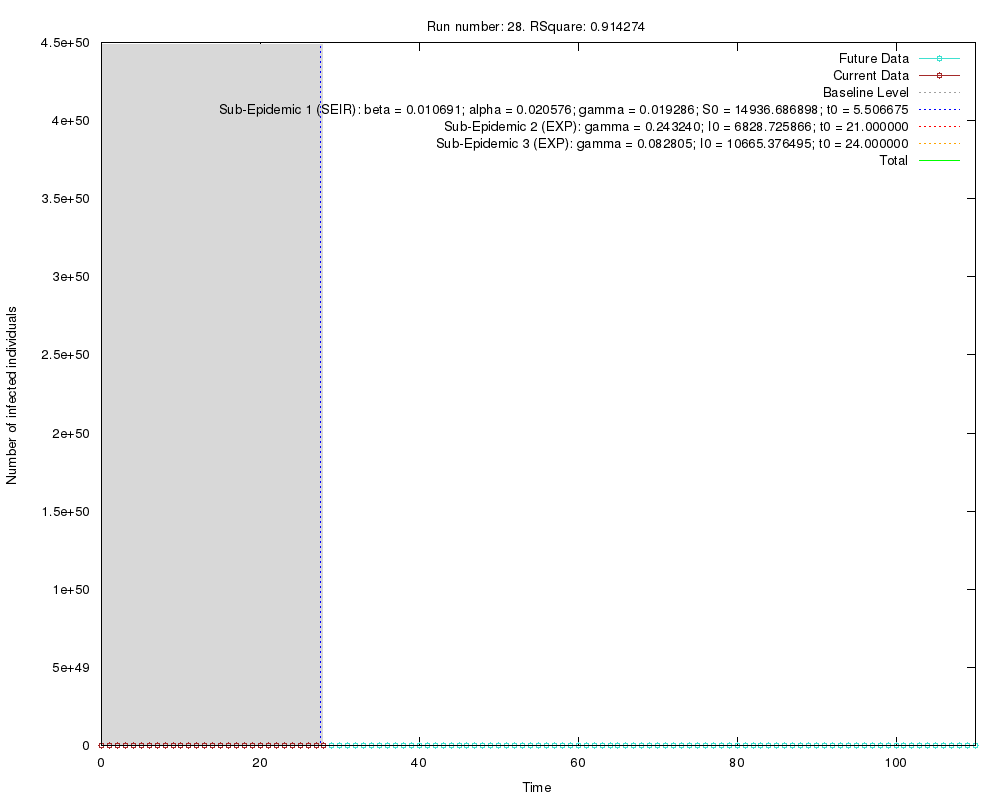 Run number: 28. RSquare: 0.914274
4.5e+50
4e+50
3.5e+50
3e+50
2.5e+50
2e+50
1.5e+50
1e+50
5e+49
0
Number of infected individuals
Future Data
Current Data
Baseline Level
Sub-Epidemic 1 (SEIR): beta = 0.010691; alpha = 0.020576; gamma = 0.019286; S0 = 14936.686898; t0 = 5.506675
Sub-Epidemic 2 (EXP): gamma = 0.243240; I0 = 6828.725866; t0 = 21.000000
Sub-Epidemic 3 (EXP): gamma = 0.082805; I0 = 10665.376495; t0 = 24.000000
Total
0 20 40 60 80 100
Time